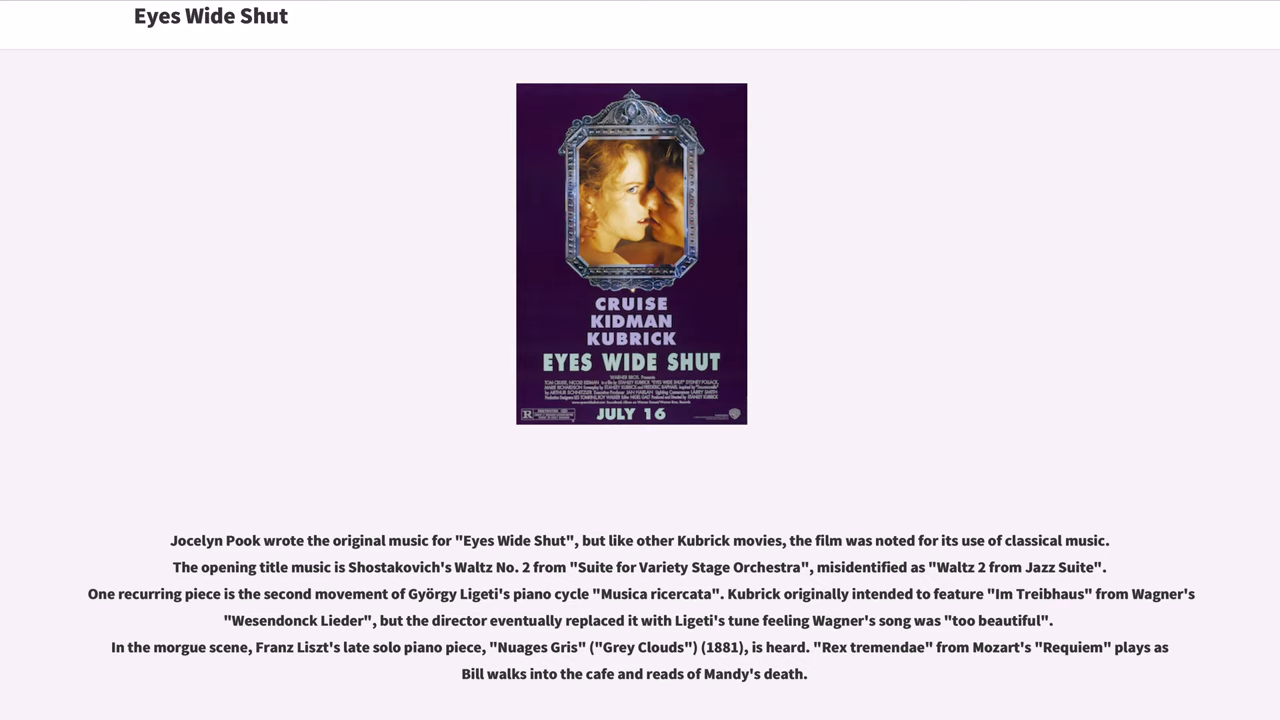 Eyes Wide Shut
CRUISE
KIDMAN
KUBRICK
EYES WIDE SHUT
JULY 16
Jocelyn Pook wrote the original music for "Eyes Wide Shut", but like other Kubrick movies, the film was noted for its use of classical music.
The opening title music is Shostakovich's Waltz No. 2 from "Suite for Variety Stage Orchestra", misidentified as "Waltz 2 from Jazz Suite".
One recurring piece is the second movement of György Ligeti's piano cycle "Musica ricercata". Kubrick originally intended to feature "Im Treibhaus" from Wagner's
"Wesendonck Lieder", but the director eventually replaced it with Ligeti's tune feeling Wagner's song was "too beautiful".
In the morgue scene, Franz Liszt's late solo piano piece, "Nuages Gris" ("Grey Clouds") (1881), is heard. "Rex tremendae" from Mozart's "Requiem" plays as
Bill walks into the cafe and reads of Mandy's death.